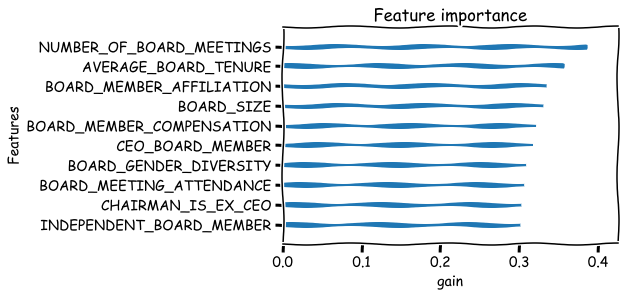 Feature importance
NUMBER_OF_BOARD_MEETINGS
AVERAGE_BOARD_TENURE
BOARD_MEMBER_AFFILIATION
BOARD_SIZE
BOARD_MEMBER_COMPENSATION
CEO_BOARD_MEMBER
BOARD_GENDER_DIVERSITY
BOARD_MEETING_ATTENDANCE
CHAIRMAN_IS_EX_CEO
INDEPENDENT_BOARD_MEMBER
Features
0.0 0.1 0.2 0.3 0.4
gain